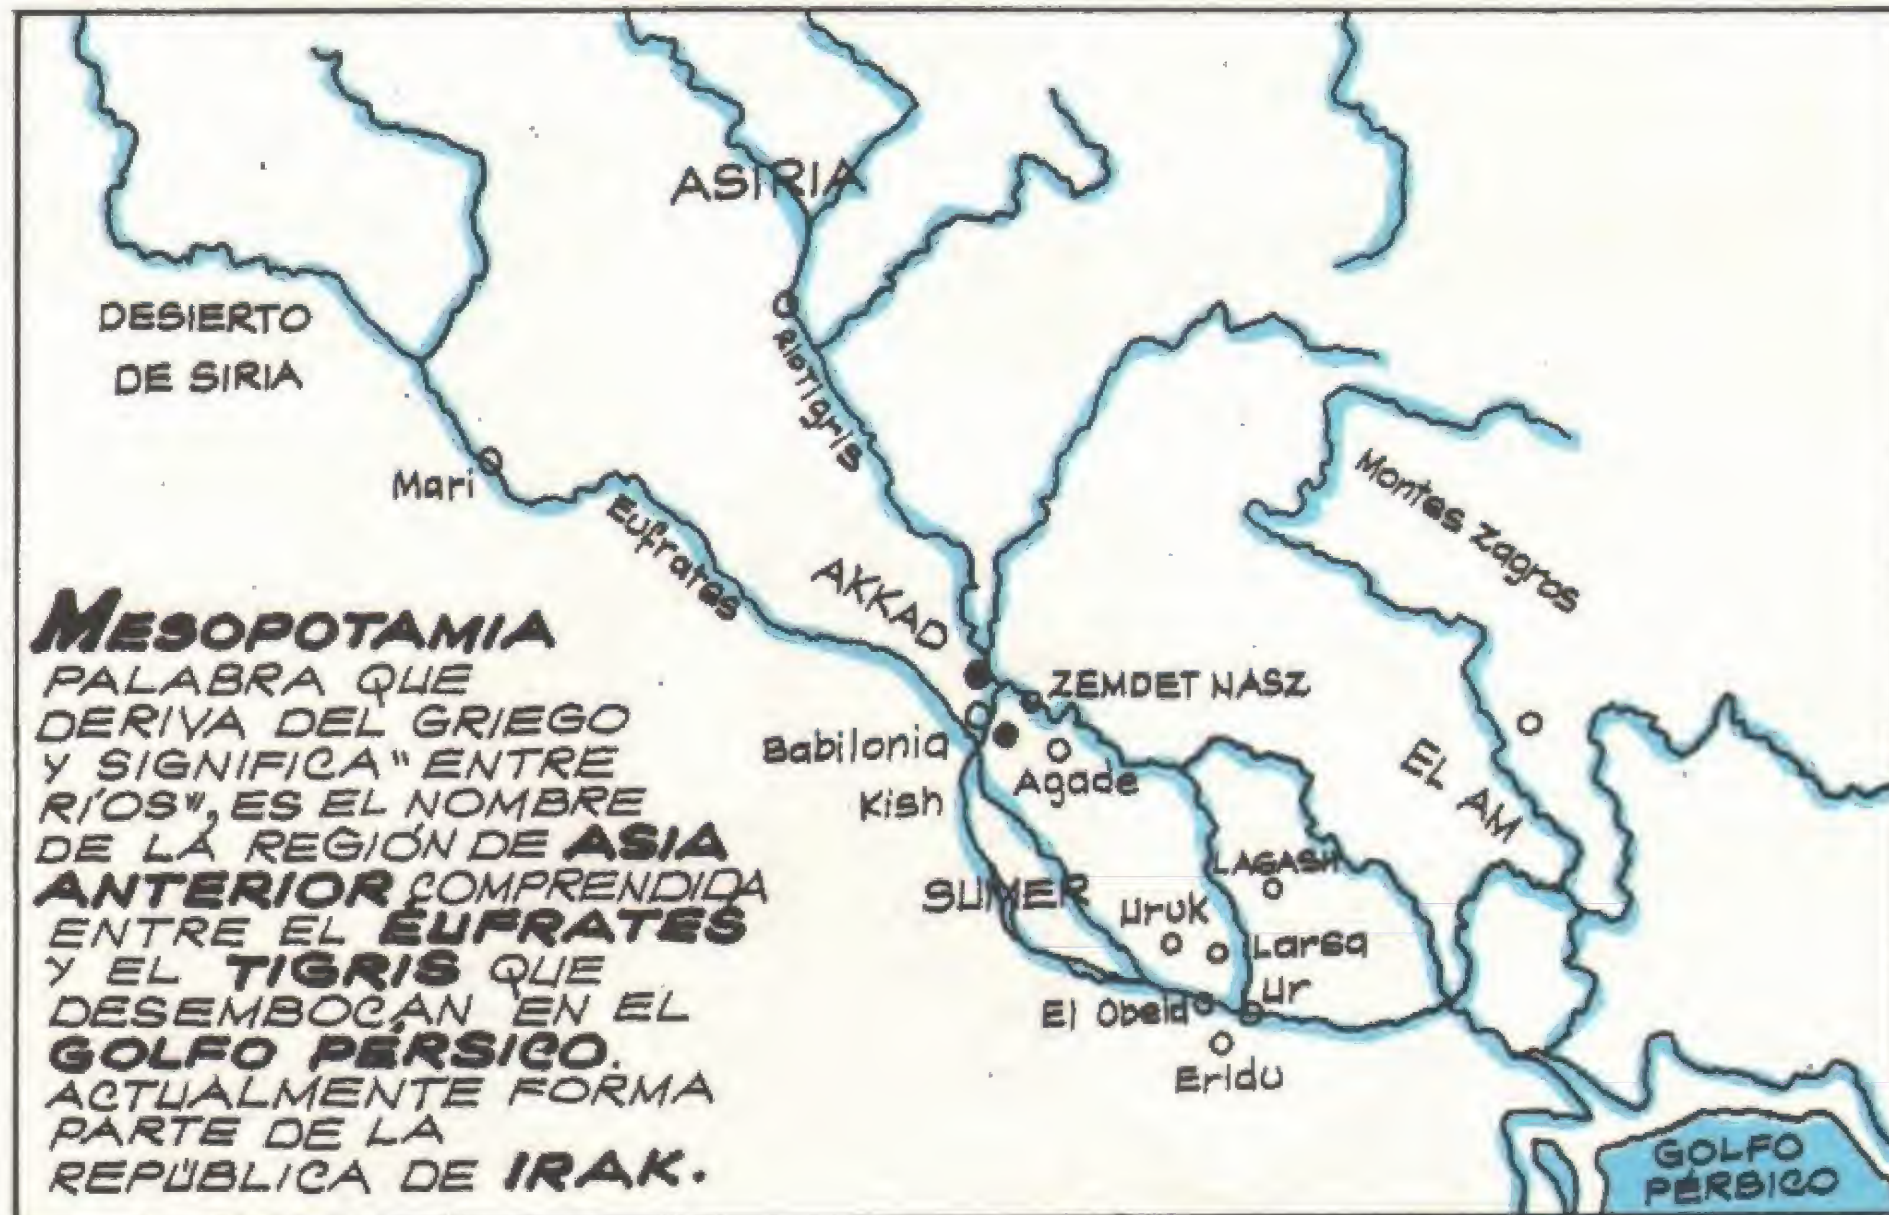 ASIRIA
DESIERTO
DE SIRIA
Río Tigris
Mari
Eufrates
Montes Zagros
AKKAD
ZEMDET NASZ
Babilonia
Agade
Kish
EL AM
LAGASH
SUMER
Uruk
Larsa
El Obeid
Ur
Eridu
GOLFO
PÉRSICO
MESOPOTAMIA
PALABRA QUE
DERIVA DEL GRIEGO
Y SIGNIFICA "ENTRE
RÍOS", ES EL NOMBRE
DE LA REGIÓN DE ASIA
ANTERIOR COMPRENDIDA
ENTRE EL ÉUFRATES
Y EL TIGRIS QUE
DESEMBOCAN EN EL
GOLFO PÉRSICO.
ACTUALMENTE FORMA
PARTE DE LA
REPÚBLICA DE IRAK.